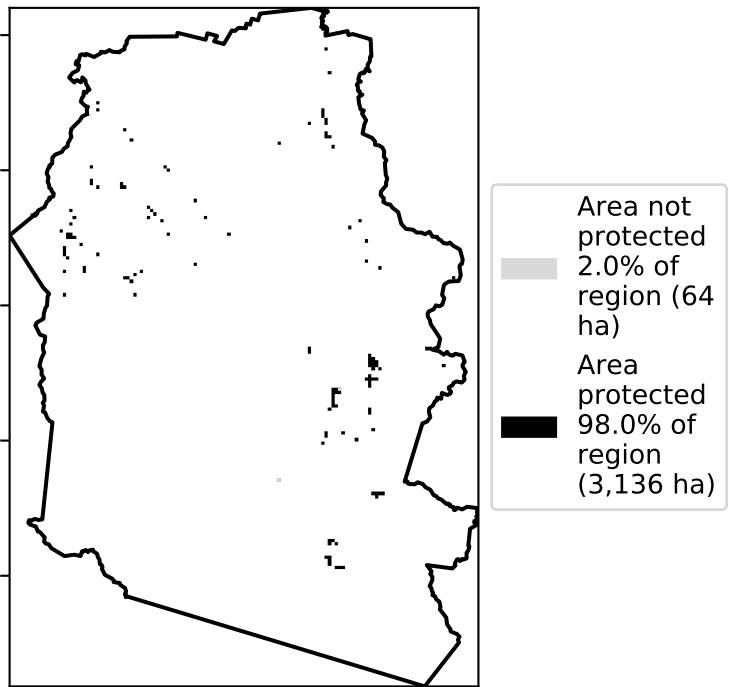 Area not
protected
2.0% of
region (64
ha)
Area
protected
98.0% of
region
(3,136 ha)